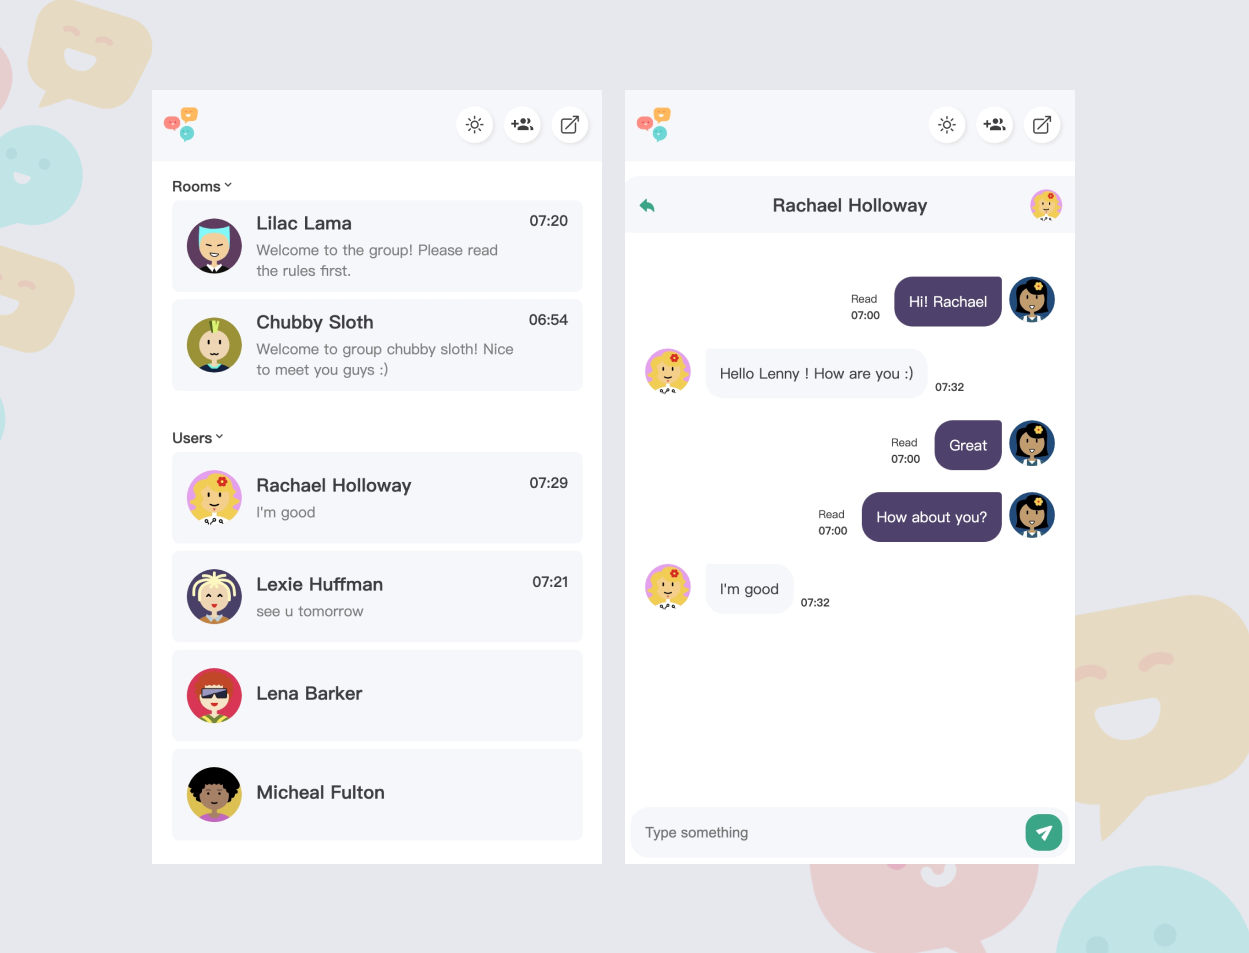 Rooms
Lilac Lama
07:20
Welcome to the group! Please read
the rules first.
Chubby Sloth
06:54
Welcome to group chubby sloth! Nice
to meet you guys :)
Users
Rachael Holloway
07:29
I'm good
Lexie Huffman
07:21
see u tomorrow
Lena Barker
Micheal Fulton
Rachael Holloway
Read
07:00
Hi! Rachael
Hello Lenny ! How are you :)
07:32
Read
07:00
Great
Read
07:00
How about you?
I'm good
07:32
Type something